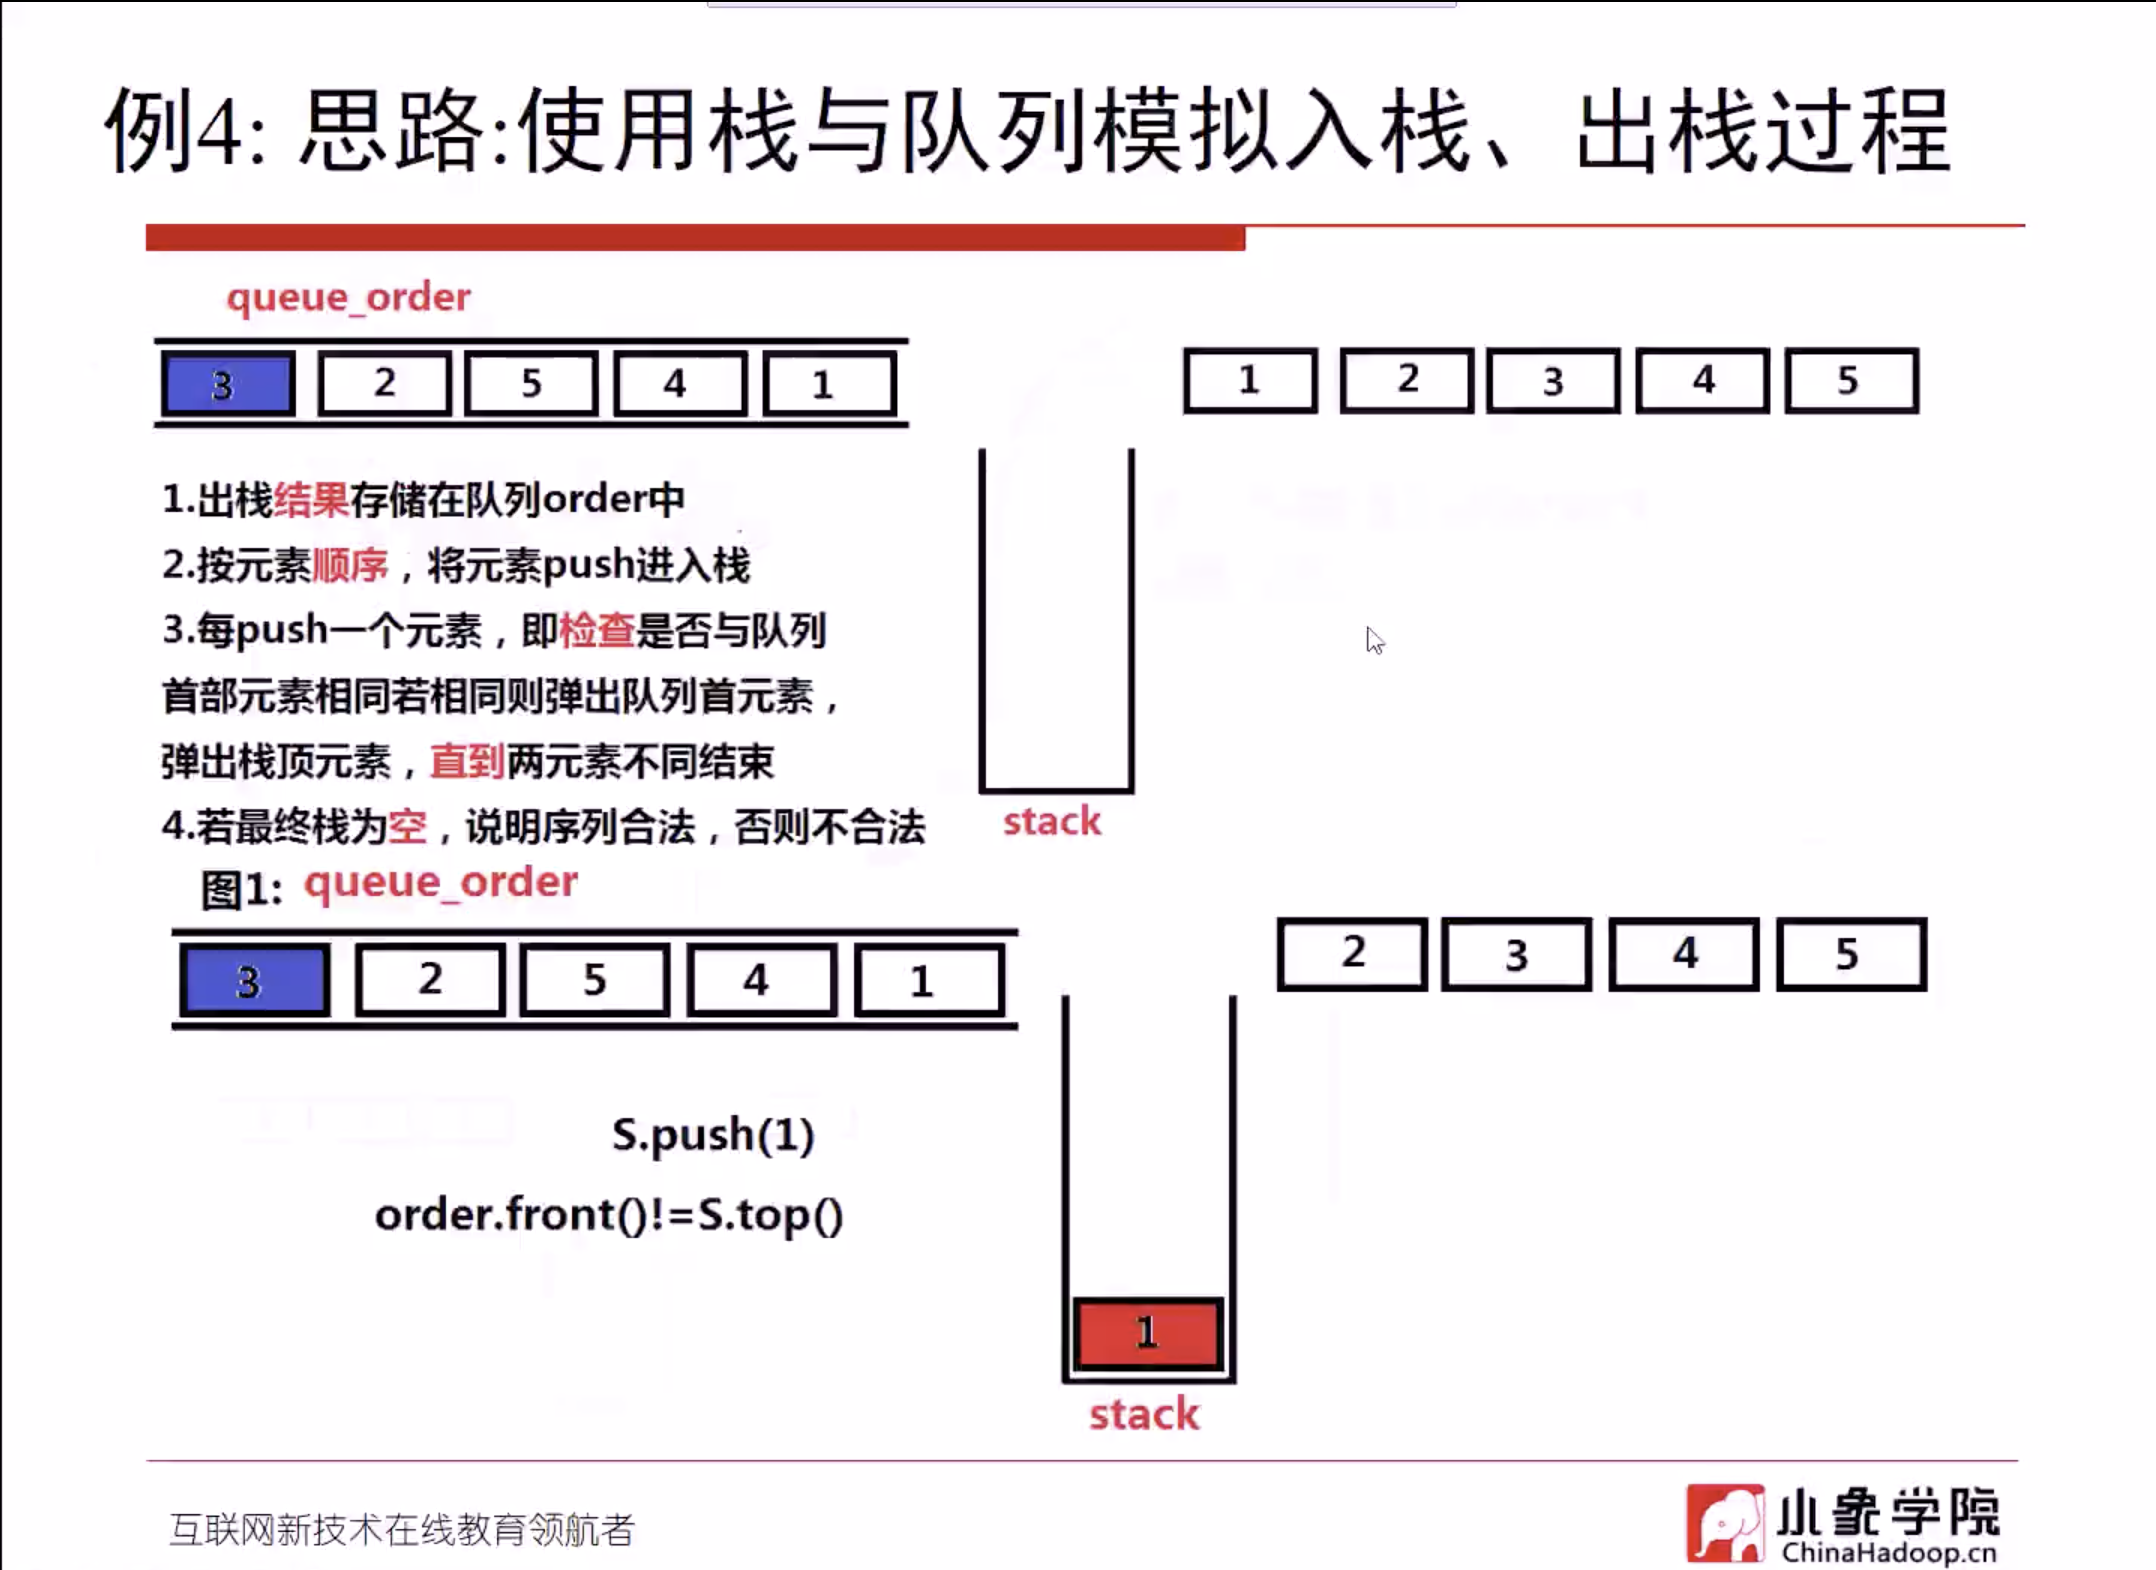 例4: 思路:使用栈与队列模拟入栈、出栈过程
queue_order
3 2 5 4 1
1 2 3 4 5
1.出栈结果存储在队列order中
2.按元素顺序，将元素push进入栈
3.每push一个元素，即检查是否与队列
首部元素相同若相同则弹出队列首元素，
弹出栈顶元素，直到两元素不同结束
4.若最终栈为空，说明序列合法，否则不合法
stack
图1: queue_order
3 2 5 4 1
2 3 4 5
S.push(1)
order.front()!=S.top()
1
stack
互联网新技术在线教育领航者
小象学院
ChinaHadoop.cn